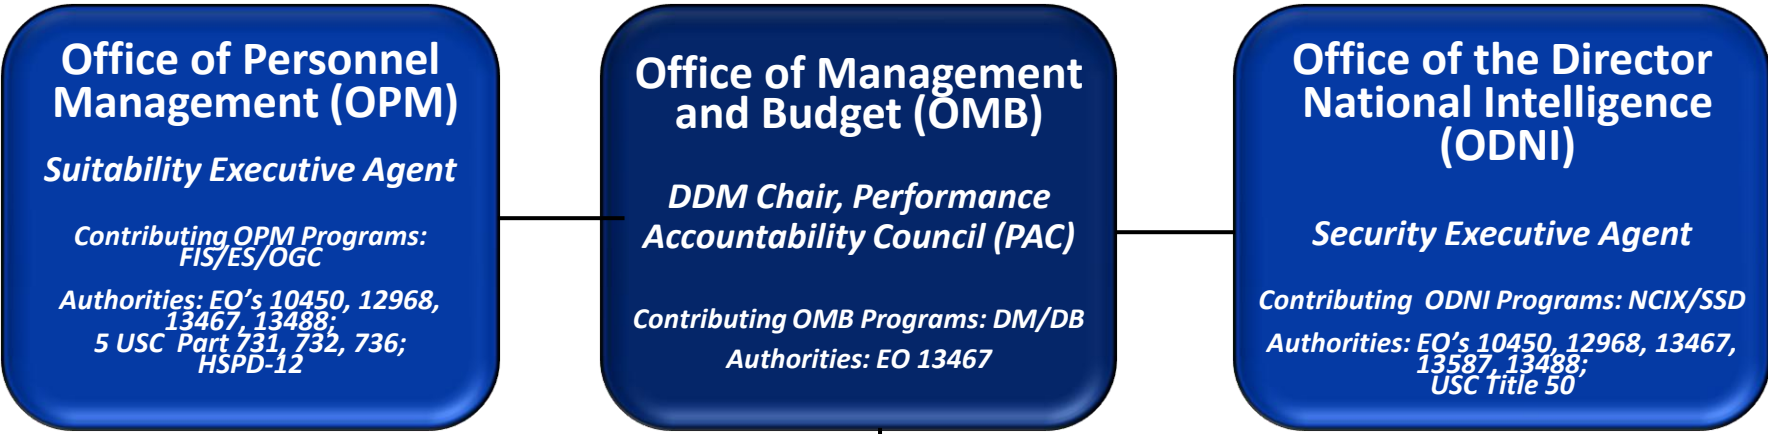 Office of Personnel
Management (OPM)
Suitability Executive Agent
Contributing OPM Programs:
FIS/ES/OGC
Authorities: EO’s 10450, 12968,
13467, 13488;
5 USC Part 731, 732, 736;
HSPD-12
Office of Management
and Budget (OMB)
DDM Chair, Performance
Accountability Council (PAC)
Contributing OMB Programs: DM/DB
Authorities: EO 13467
Office of the Director
National Intelligence
(ODNI)
Security Executive Agent
Contributing ODNI Programs: NCIX/SSD
Authorities: EO’s 10450, 12968, 13467,
13587, 13488;
USC Title 50